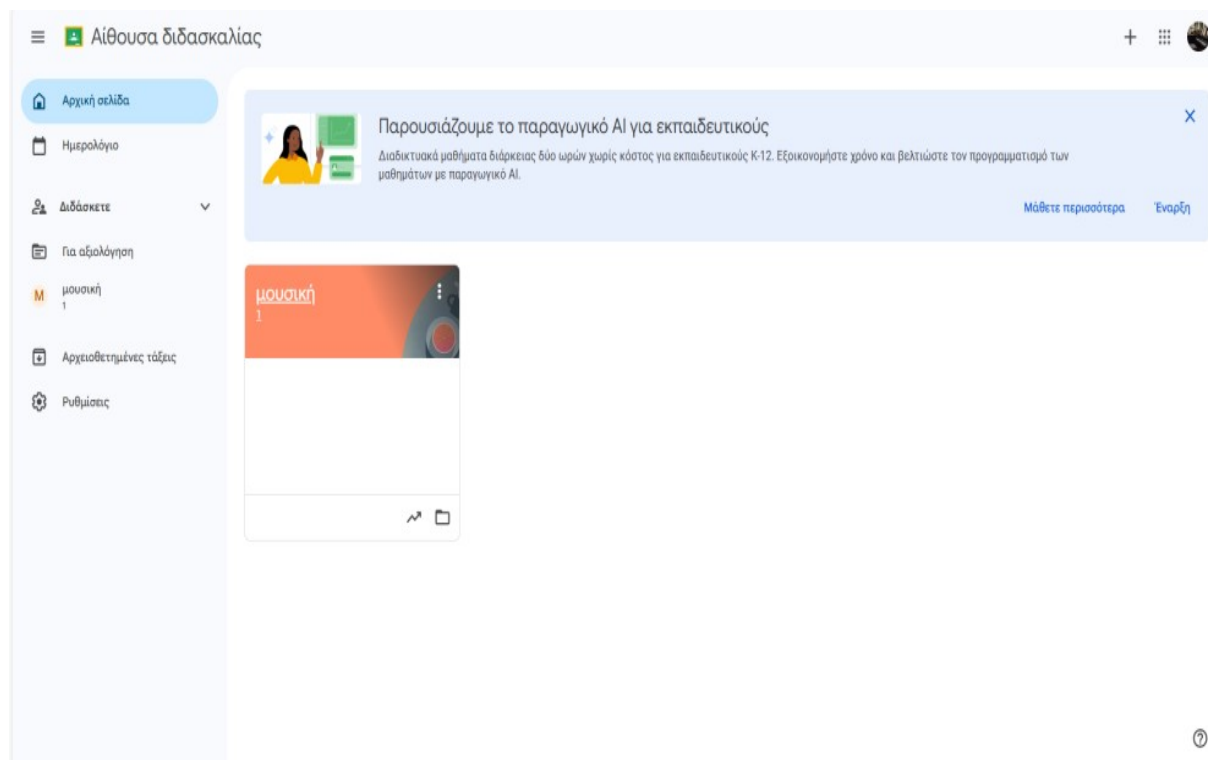 Αίθουσα διδασκαλίας
Αρχική σελίδα
Ημερολόγιο
Διδάσκετε
Για αξιολόγηση
Μ
μουσική
1
Αρχειοθετημένες τάξεις
Ρυθμίσεις
Παρουσιάζουμε το παραγωγικό AI για εκπαιδευτικούς
Διαδικτυακά μαθήματα διάρκειας δύο ωρών χωρίς κόστος για εκπαιδευτικούς K-12. Εξοικονομήστε χρόνο και βελτιώστε τον προγραμματισμό των
μαθημάτων με παραγωγικό AI.
Μάθετε περισσότερα Έναρξη
μουσική
1